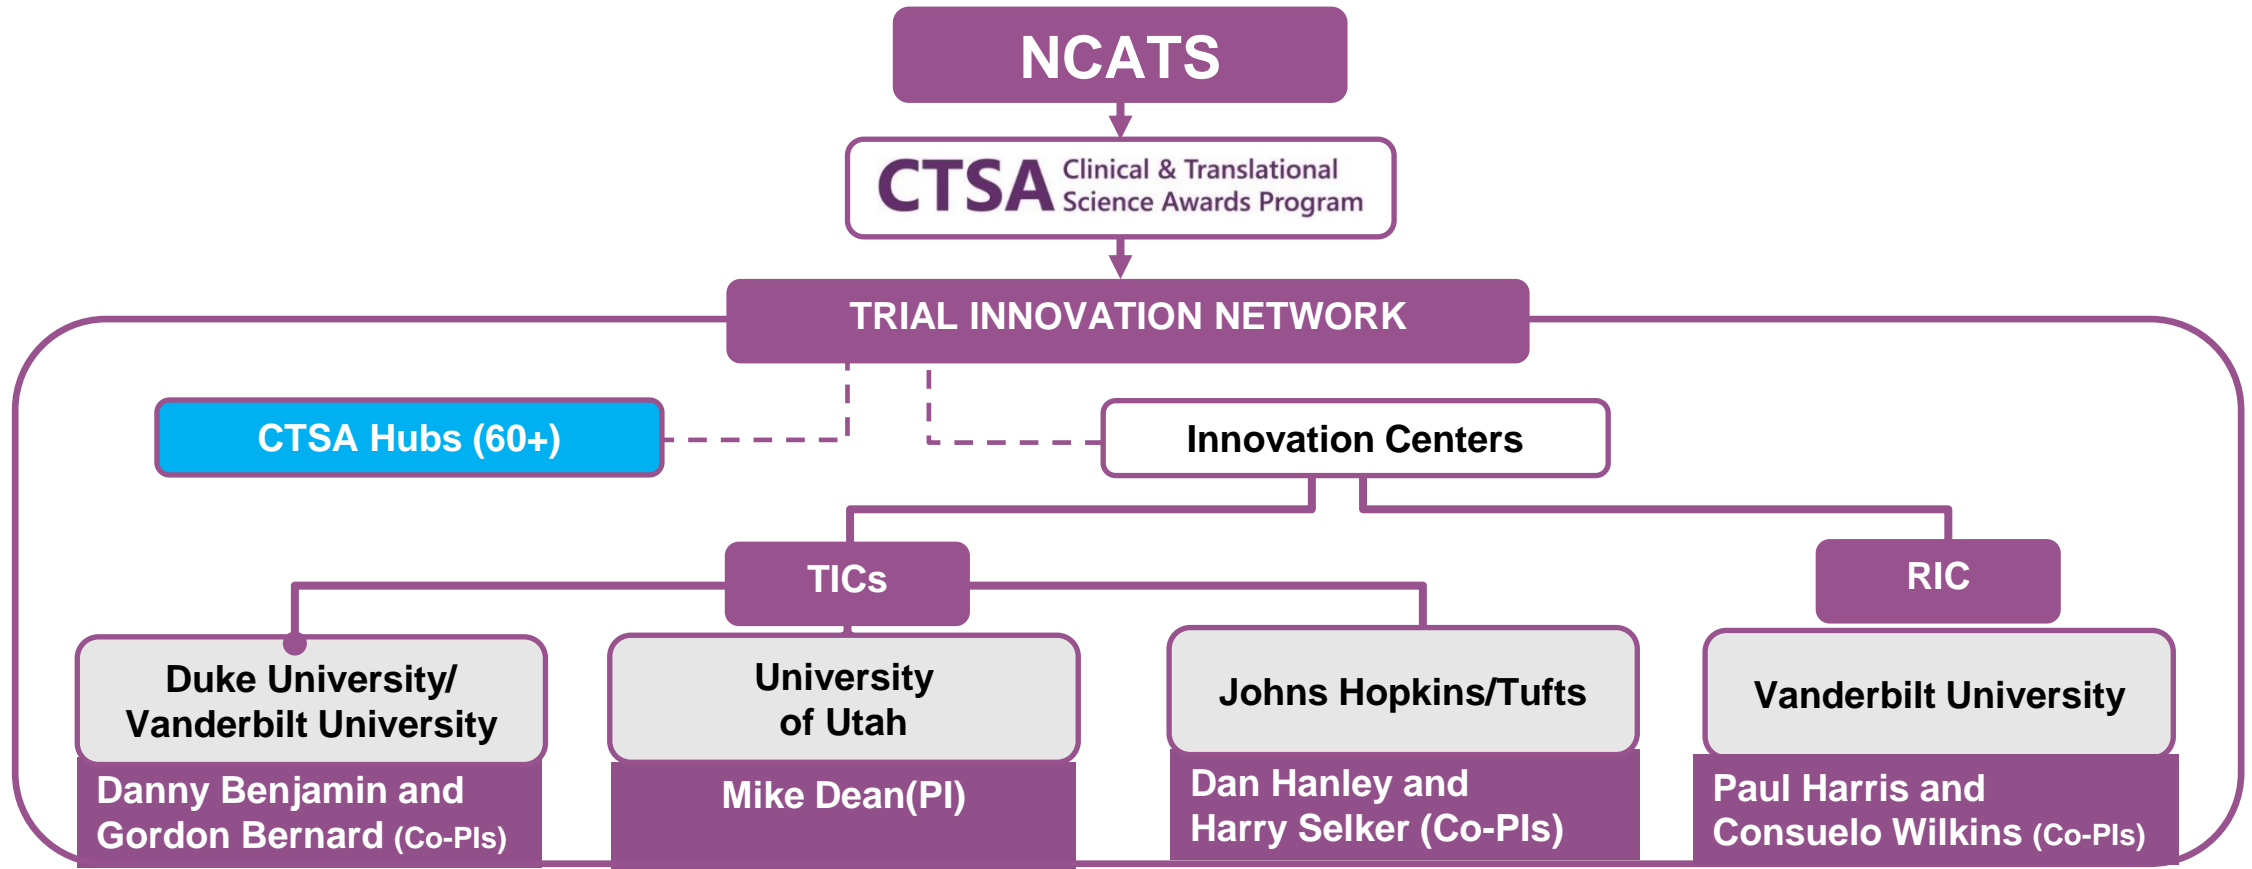 NCATS
CTSA Clinical & Translational
Science Awards Program
TRIAL INNOVATION NETWORK
CTSA Hubs (60+)
Innovation Centers
TICs
RIC
Duke University/
Vanderbilt University
University
of Utah
Johns Hopkins/Tufts
Vanderbilt University
Danny Benjamin and
Gordon Bernard (Co-PIs)
Mike Dean(PI)
Dan Hanley and
Harry Selker (Co-PIs)
Paul Harris and
Consuelo Wilkins (Co-PIs)